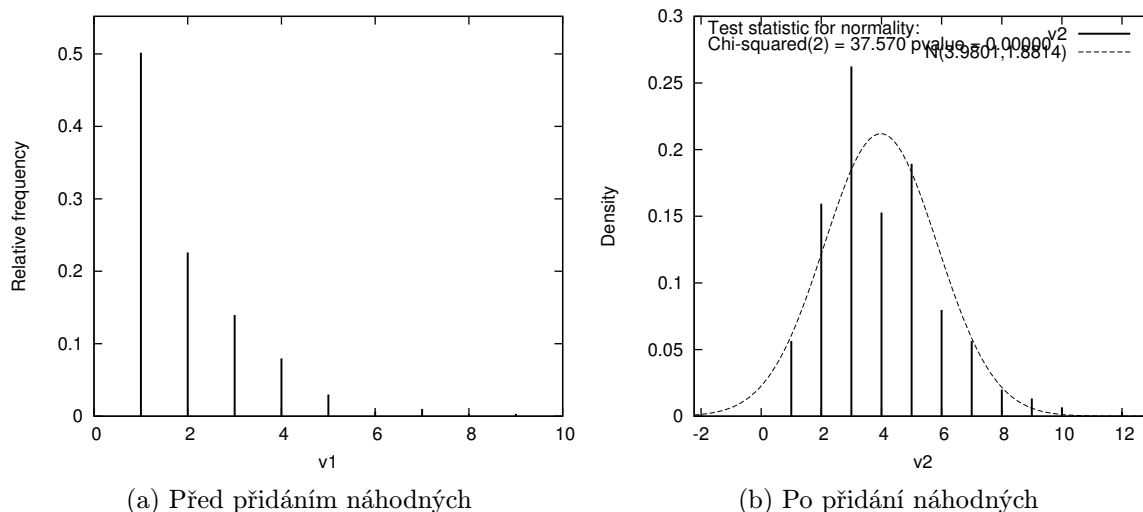 0.5
0.4
0.3
0.2
0.1
0
0 2 4 6 8 10
Relative frequency
v1
(a) Před přidáním náhodných
0.3
0.25
0.2
0.15
0.1
0.05
0
-2 0 2 4 6 8 10 12
Density
v2
Test statistic for normality:
Chi-squared(2) = 37.570 pvalue = 0.00000
v2
N(3.9801,1.8814)
(b) Po přidání náhodných